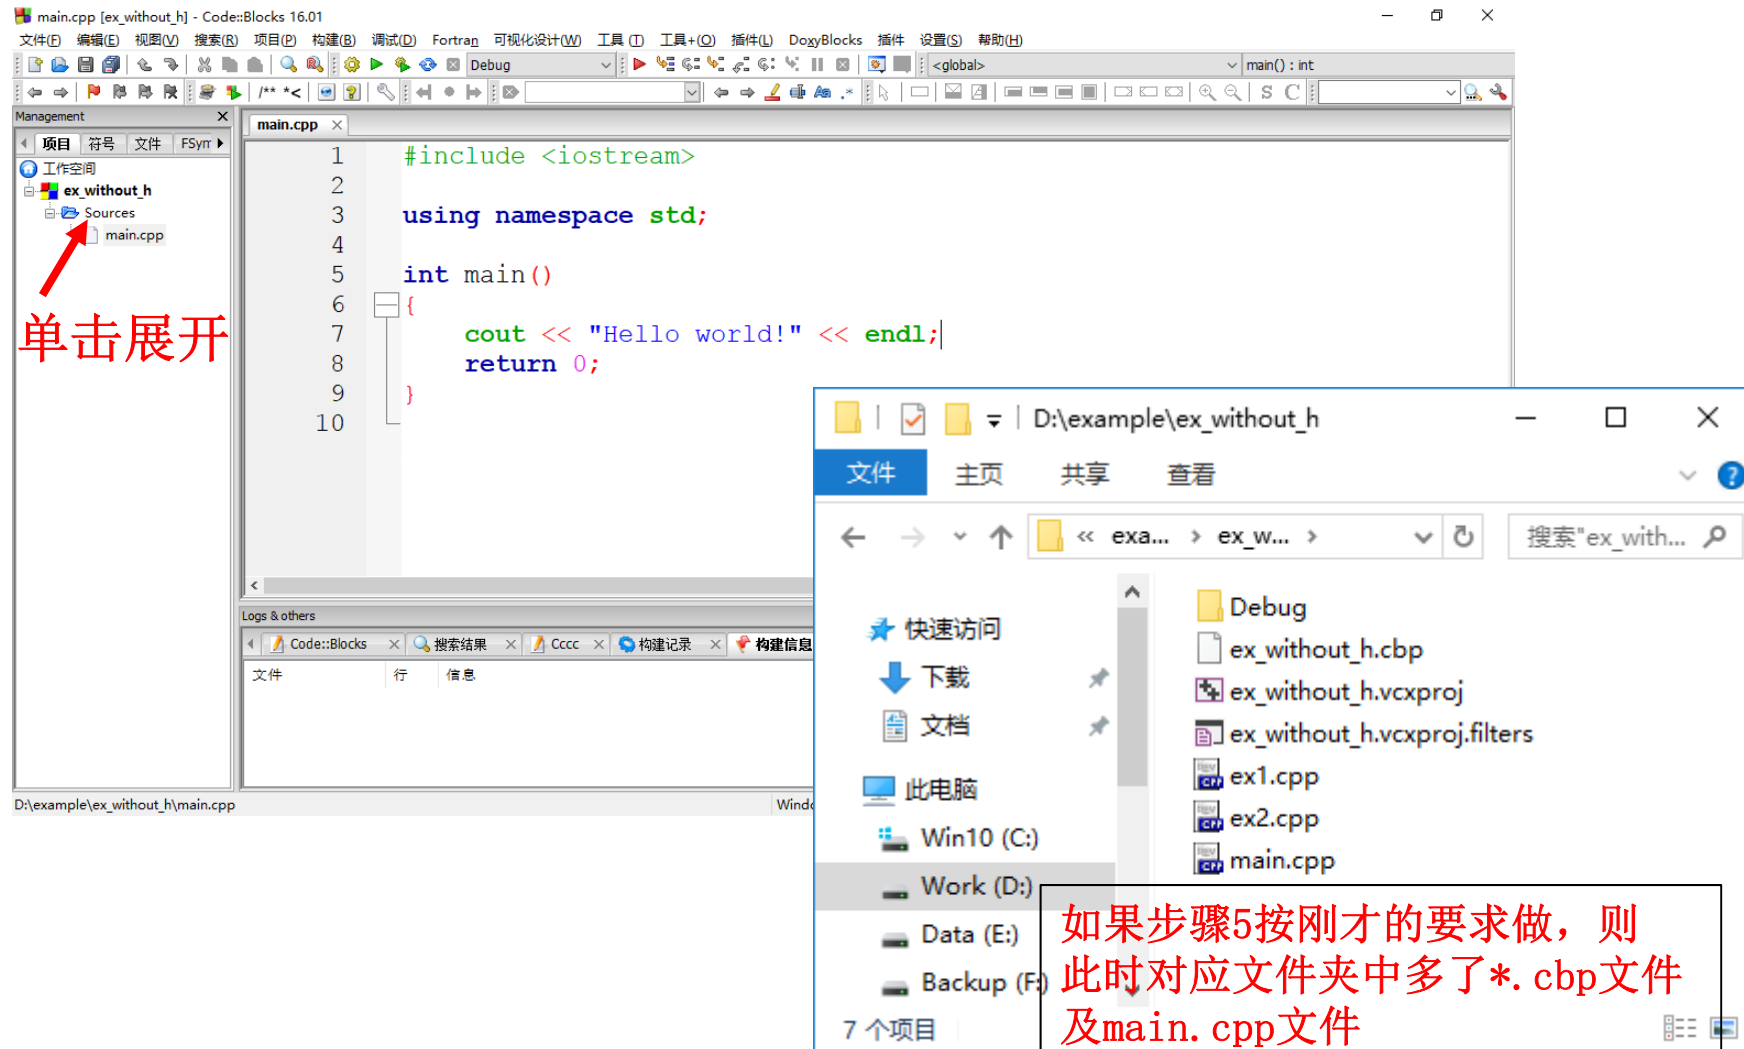 main.cpp [ex_without_h] - Code::Blocks 16.01
文件(F) 编辑(E) 视图(V) 搜索(R) 项目(P) 构建(B) 调试(D) Fortran 可视化设计(W) 工具 (T) 工具+(O) 插件(L) DoxyBlocks 插件 设置(S) 帮助(H)
Debug <global> main() : int
/** *< Aa .* S C
Management
main.cpp
项目 符号 文件 FSym
工作空间
ex_without_h
Sources
main.cpp
单击展开
1 #include <iostream>
2
3 using namespace std;
4
5 int main()
6 {
7 cout << "Hello world!" << endl;
8 return 0;
9 }
10
Logs & others
Code::Blocks 搜索结果 Cccc 构建记录 构建信息
文件 行 信息
D:\example\ex_without_h\main.cpp
D:\example\ex_without_h
文件 主页 共享 查看
« exa... › ex_w... › 搜索"ex_with...
快速访问
下载
文档
此电脑
Win10 (C:)
Work (D:)
Data (E:)
Backup (F:)
Debug
ex_without_h.cbp
ex_without_h.vcxproj
ex_without_h.vcxproj.filters
ex1.cpp
ex2.cpp
main.cpp
7 个项目
如果步骤5按刚才的要求做，则
此时对应文件夹中多了*.cbp文件
及main.cpp文件